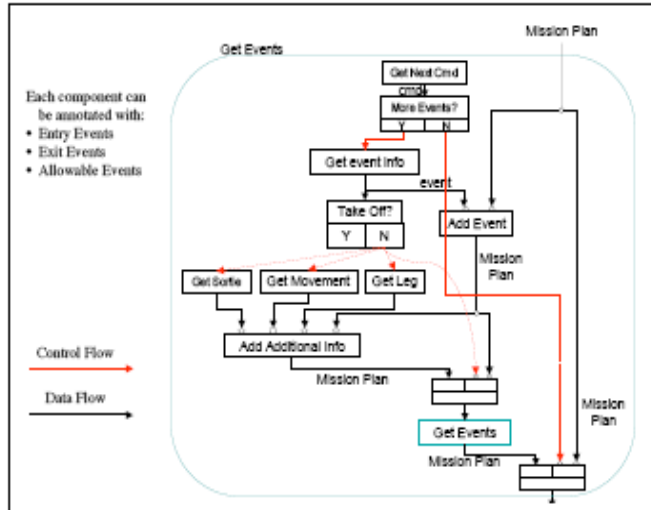 Mission Plan
Get Events
Get Next Cmd
cmd
More Events?
Y N
Each component can
be annotated with:
• Entry Events
• Exit Events
• Allowable Events
Get event Info
event
Take Off?
Y N
Add Event
Mission
Plan
Get Sortie
Get Movement
Get Leg
Add Additional Info
Control Flow
Mission Plan
Data Flow
Get Events
Mission
Plan
Mission Plan